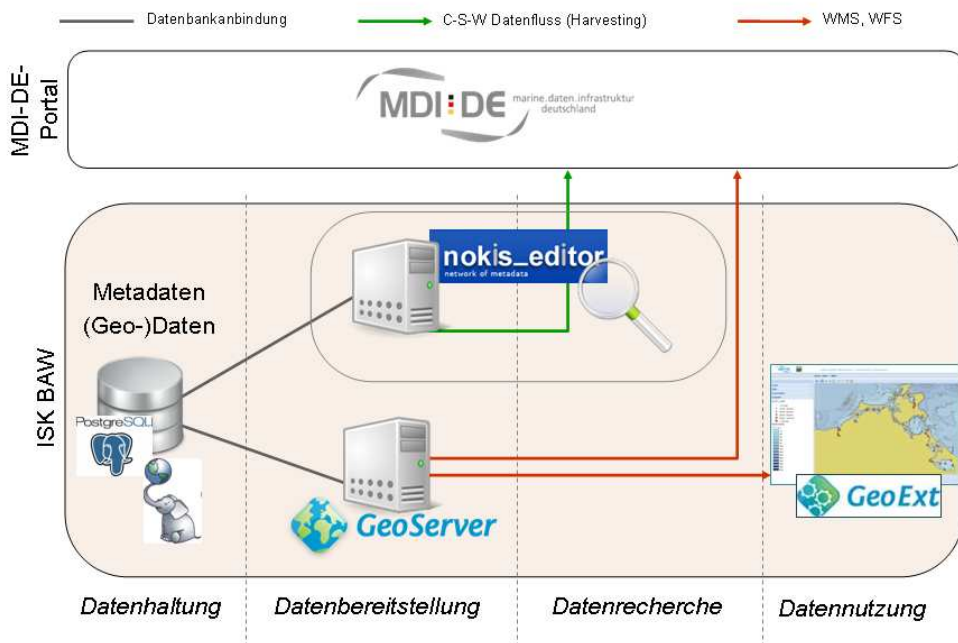 Datenbankanbindung
C-S-W Datenfluss (Harvesting)
WMS, WFS
MDI-DE-
Portal
MDI DE
marine.daten.infrastruktur
deutschland
ISK BAW
nokis_editor
network of metadata
Metadaten
(Geo-)Daten
PostgreSQL
GeoServer
GeoExt
Datenhaltung
Datenbereitstellung
Datenrecherche
Datennutzung